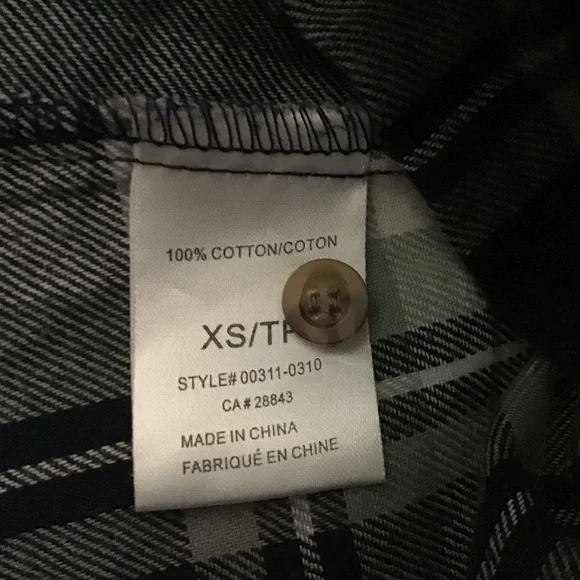 100% COTTON/COTON
XS/TP
STYLE# 00311-0310
CA# 28843
MADE IN CHINA
FABRIQUÉ EN CHINE